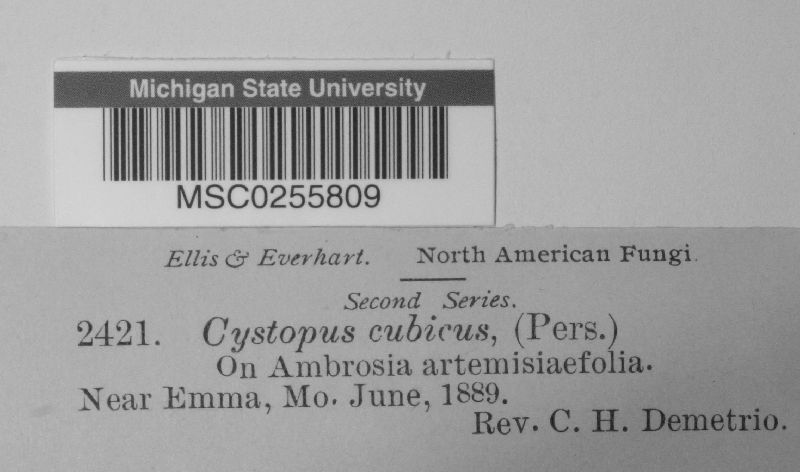 Michigan State University
MSC0255809
Ellis & Everhart. North American Fungi.
Second Series.
2421. Cystopus cubicus, (Pers.)
On Ambrosia artemisiaefolia.
Near Emma, Mo. June, 1889.
Rev. C. H. Demetrio.